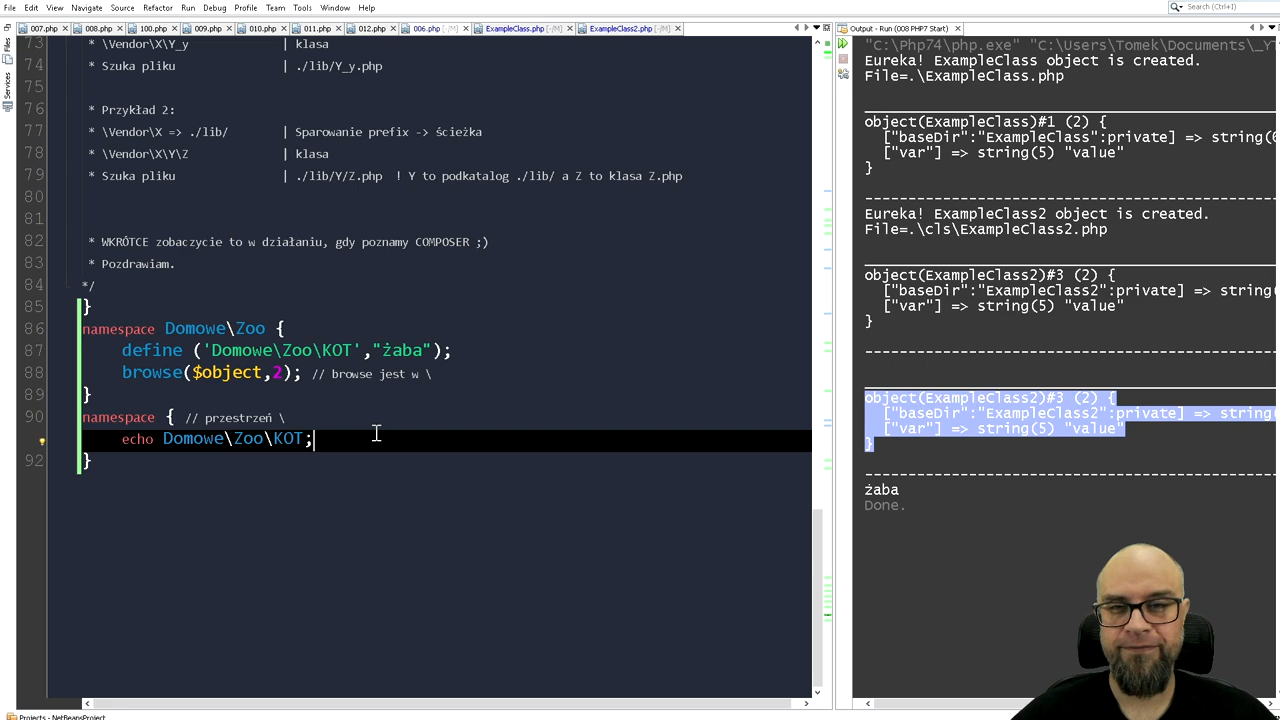 File Edit View Navigate Source Refactor Run Debug Profile Team Tools Window Help
Search (Ctrl+I)
007.php 008.php 100.php 009.php 010.php 011.php 012.php 006.php [-/M] ExampleClass.php [-/M] ExampleClass2.php [-/M]
Output - Run (008 PHP7 Start)
Files
Services
73 * \Vendor\X\Y_y | klasa
74 * Szuka pliku | ./lib/Y_y.php
75
76 * Przykład 2:
77 * \Vendor\X => ./lib/ | Sparowanie prefix -> ścieżka
78 * \Vendor\X\Y\Z | klasa
79 * Szuka pliku | ./lib/Y/Z.php ! Y to podkatalog ./lib/ a Z to klasa Z.php
80
81
82 * WKRÓTCE zobaczycie to w działaniu, gdy poznamy COMPOSER ;)
83 * Pozdrawiam.
84 */
85 }
86 namespace Domowe\Zoo {
87 define ('Domowe\Zoo\KOT',"żaba");
88 browse($object,2); // browse jest w \
89 }
90 namespace { // przestrzeń \
echo Domowe\Zoo\KOT;
92 }
"C:\Php74\php.exe" "C:\Users\Tomek\Documents\_YT
Eureka! ExampleClass object is created.
File=.\ExampleClass.php
object(ExampleClass)#1 (2) {
["baseDir":"ExampleClass":private] => string(
["var"] => string(5) "value"
}
Eureka! ExampleClass2 object is created.
File=.\cls\ExampleClass2.php
object(ExampleClass2)#3 (2) {
["baseDir":"ExampleClass2":private] => string(
["var"] => string(5) "value"
}
object(ExampleClass2)#3 (2) {
["baseDir":"ExampleClass2":private] => string(
["var"] => string(5) "value"
}
żaba
Done.
Projects - NetBeansProject